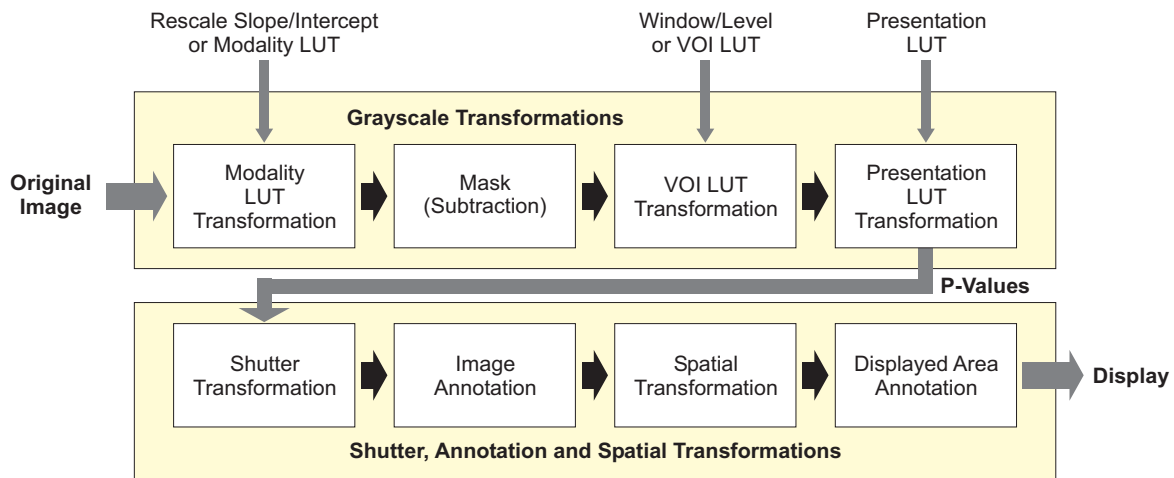 Rescale Slope/Intercept
or Modality LUT
Window/Level
or VOI LUT
Presentation
LUT
Grayscale Transformations
Original
Image
Modality
LUT
Transformation
Mask
(Subtraction)
VOI LUT
Transformation
Presentation
LUT
Transformation
P-Values
Shutter
Transformation
Image
Annotation
Spatial
Transformation
Displayed Area
Annotation
Display
Shutter, Annotation and Spatial Transformations